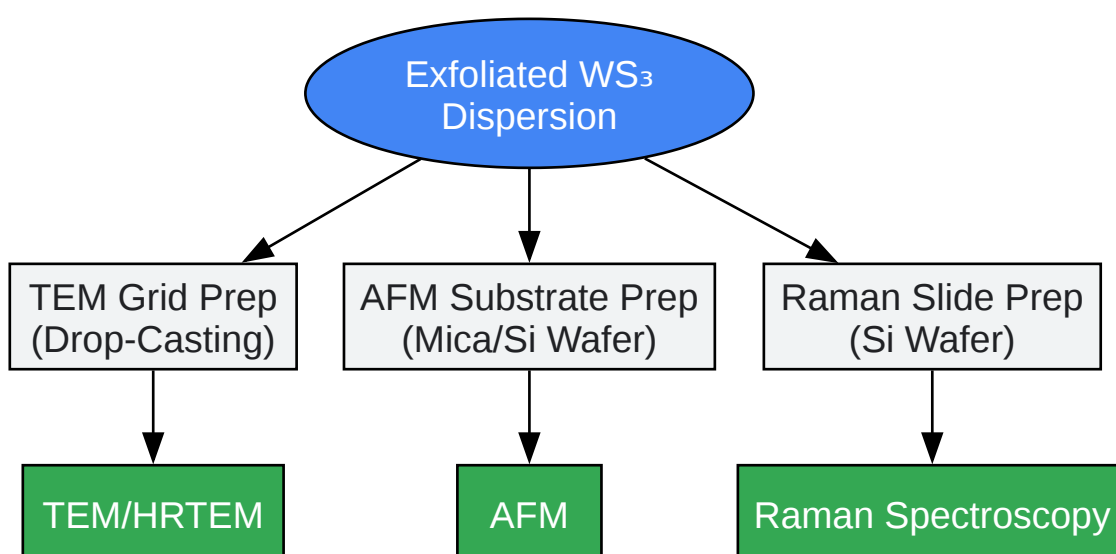 Exfoliated WS₃
Dispersion
TEM Grid Prep
(Drop-Casting)
AFM Substrate Prep
(Mica/Si Wafer)
Raman Slide Prep
(Si Wafer)
TEM/HRTEM
AFM
Raman Spectroscopy